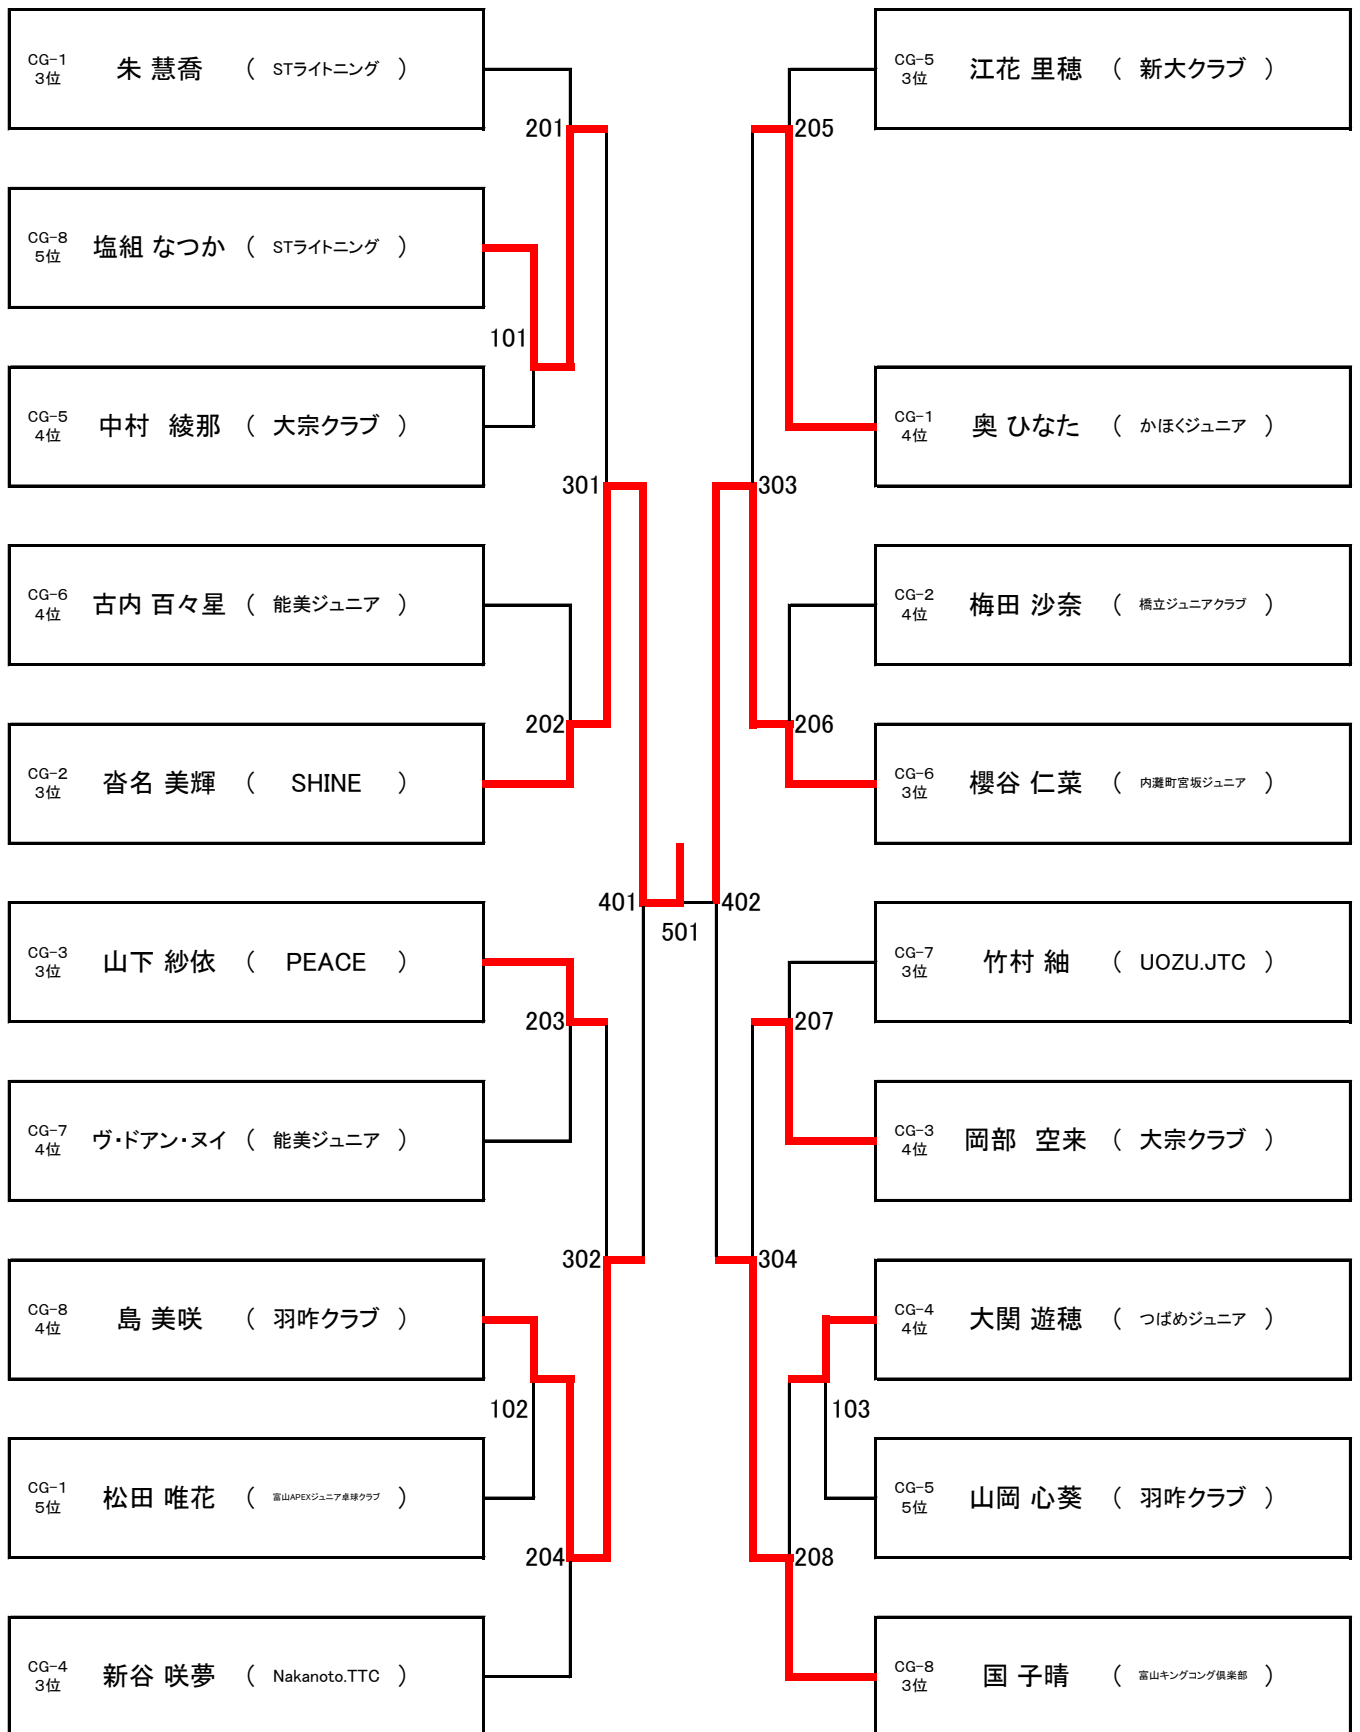 CG-1
3位
朱 慧喬 ( STライトニング )
CG-8
5位
塩組 なつか ( STライトニング )
CG-5
4位
中村 綾那 ( 大宗クラブ )
CG-6
4位
古内 百々星 ( 能美ジュニア )
CG-2
3位
沓名 美輝 ( SHINE )
CG-3
3位
山下 紗依 ( PEACE )
CG-7
4位
ヴ・ドアン・ヌイ ( 能美ジュニア )
CG-8
4位
島 美咲 ( 羽咋クラブ )
CG-1
5位
松田 唯花 ( 富山APEXジュニア卓球クラブ )
CG-4
3位
新谷 咲夢 ( Nakanoto.TTC )
201
101
301
202
401
203
302
102
204
501
205
303
206
402
207
304
103
208
CG-5
3位
江花 里穂 ( 新大クラブ )
CG-1
4位
奥 ひなた ( かほくジュニア )
CG-2
4位
梅田 沙奈 ( 橋立ジュニアクラブ )
CG-6
3位
櫻谷 仁菜 ( 内灘町宮坂ジュニア )
CG-7
3位
竹村 紬 ( UOZU.JTC )
CG-3
4位
岡部 空来 ( 大宗クラブ )
CG-4
4位
大関 遊穂 ( つばめジュニア )
CG-5
5位
山岡 心葵 ( 羽咋クラブ )
CG-8
3位
国 子晴 ( 富山キングコング倶楽部 )